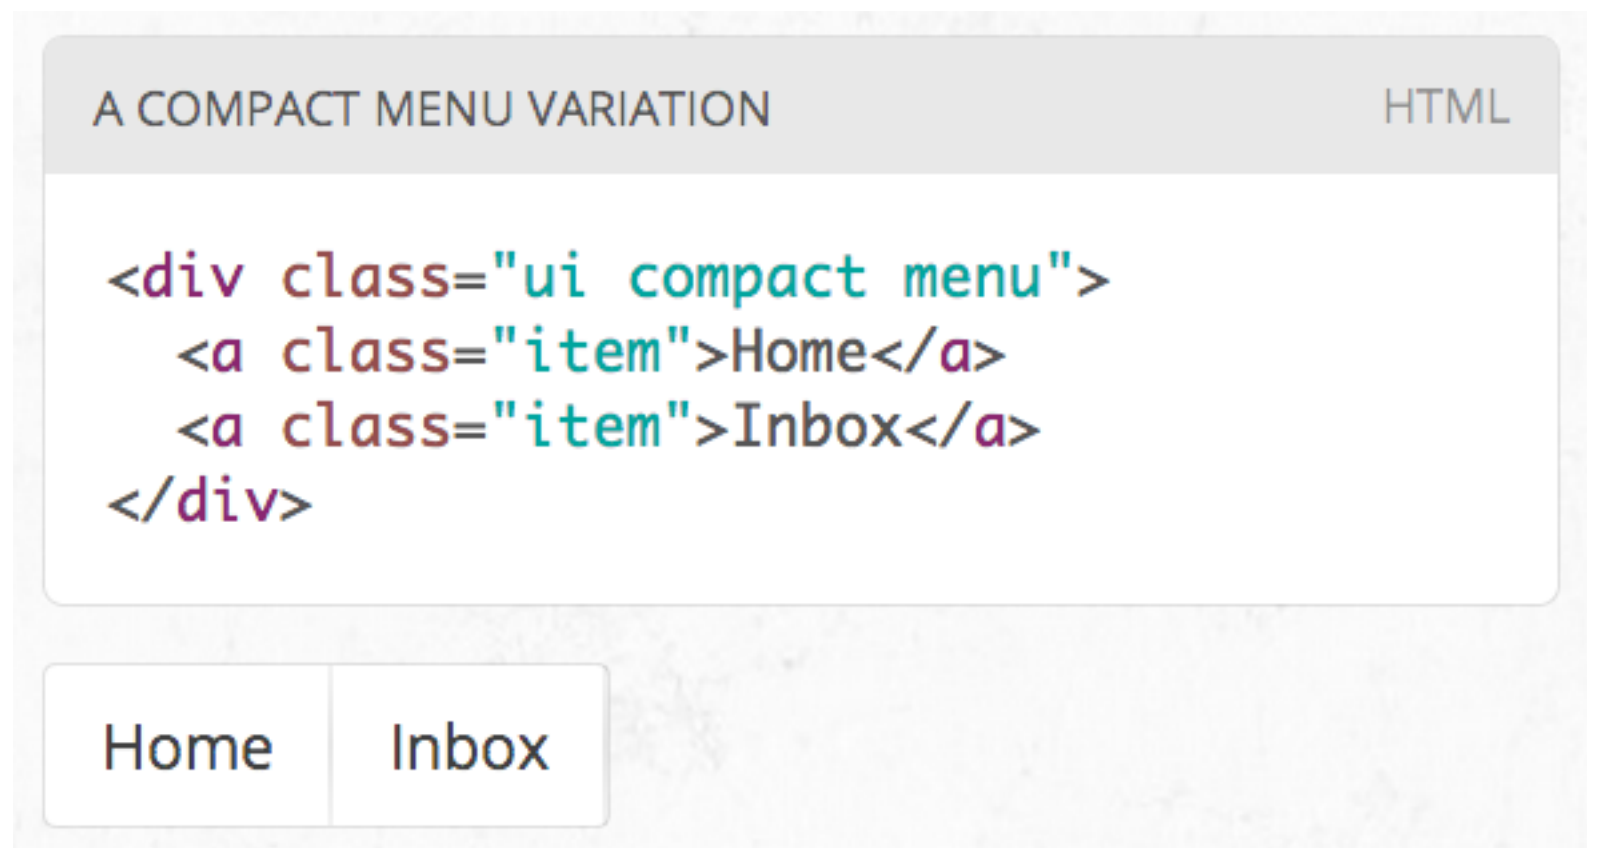 A COMPACT MENU VARIATION HTML
<div class="ui compact menu">
  <a class="item">Home</a>
  <a class="item">Inbox</a>
</div>
Home Inbox